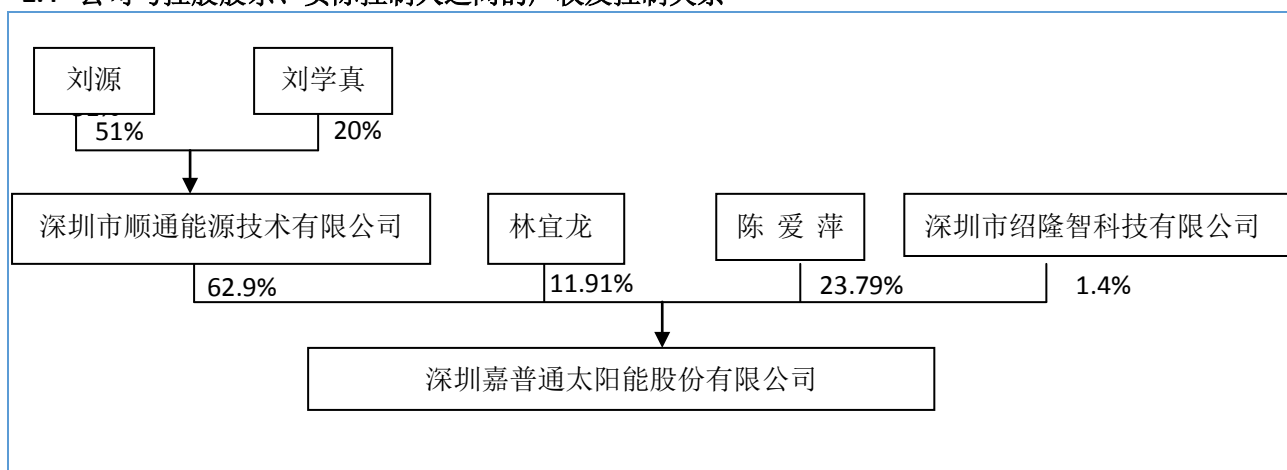 刘源 刘学真
51% 20%
深圳市顺通能源技术有限公司 林宜龙 陈 爱 萍 深圳市绍隆智科技有限公司
62.9% 11.91% 23.79% 1.4%
深圳嘉普通太阳能股份有限公司